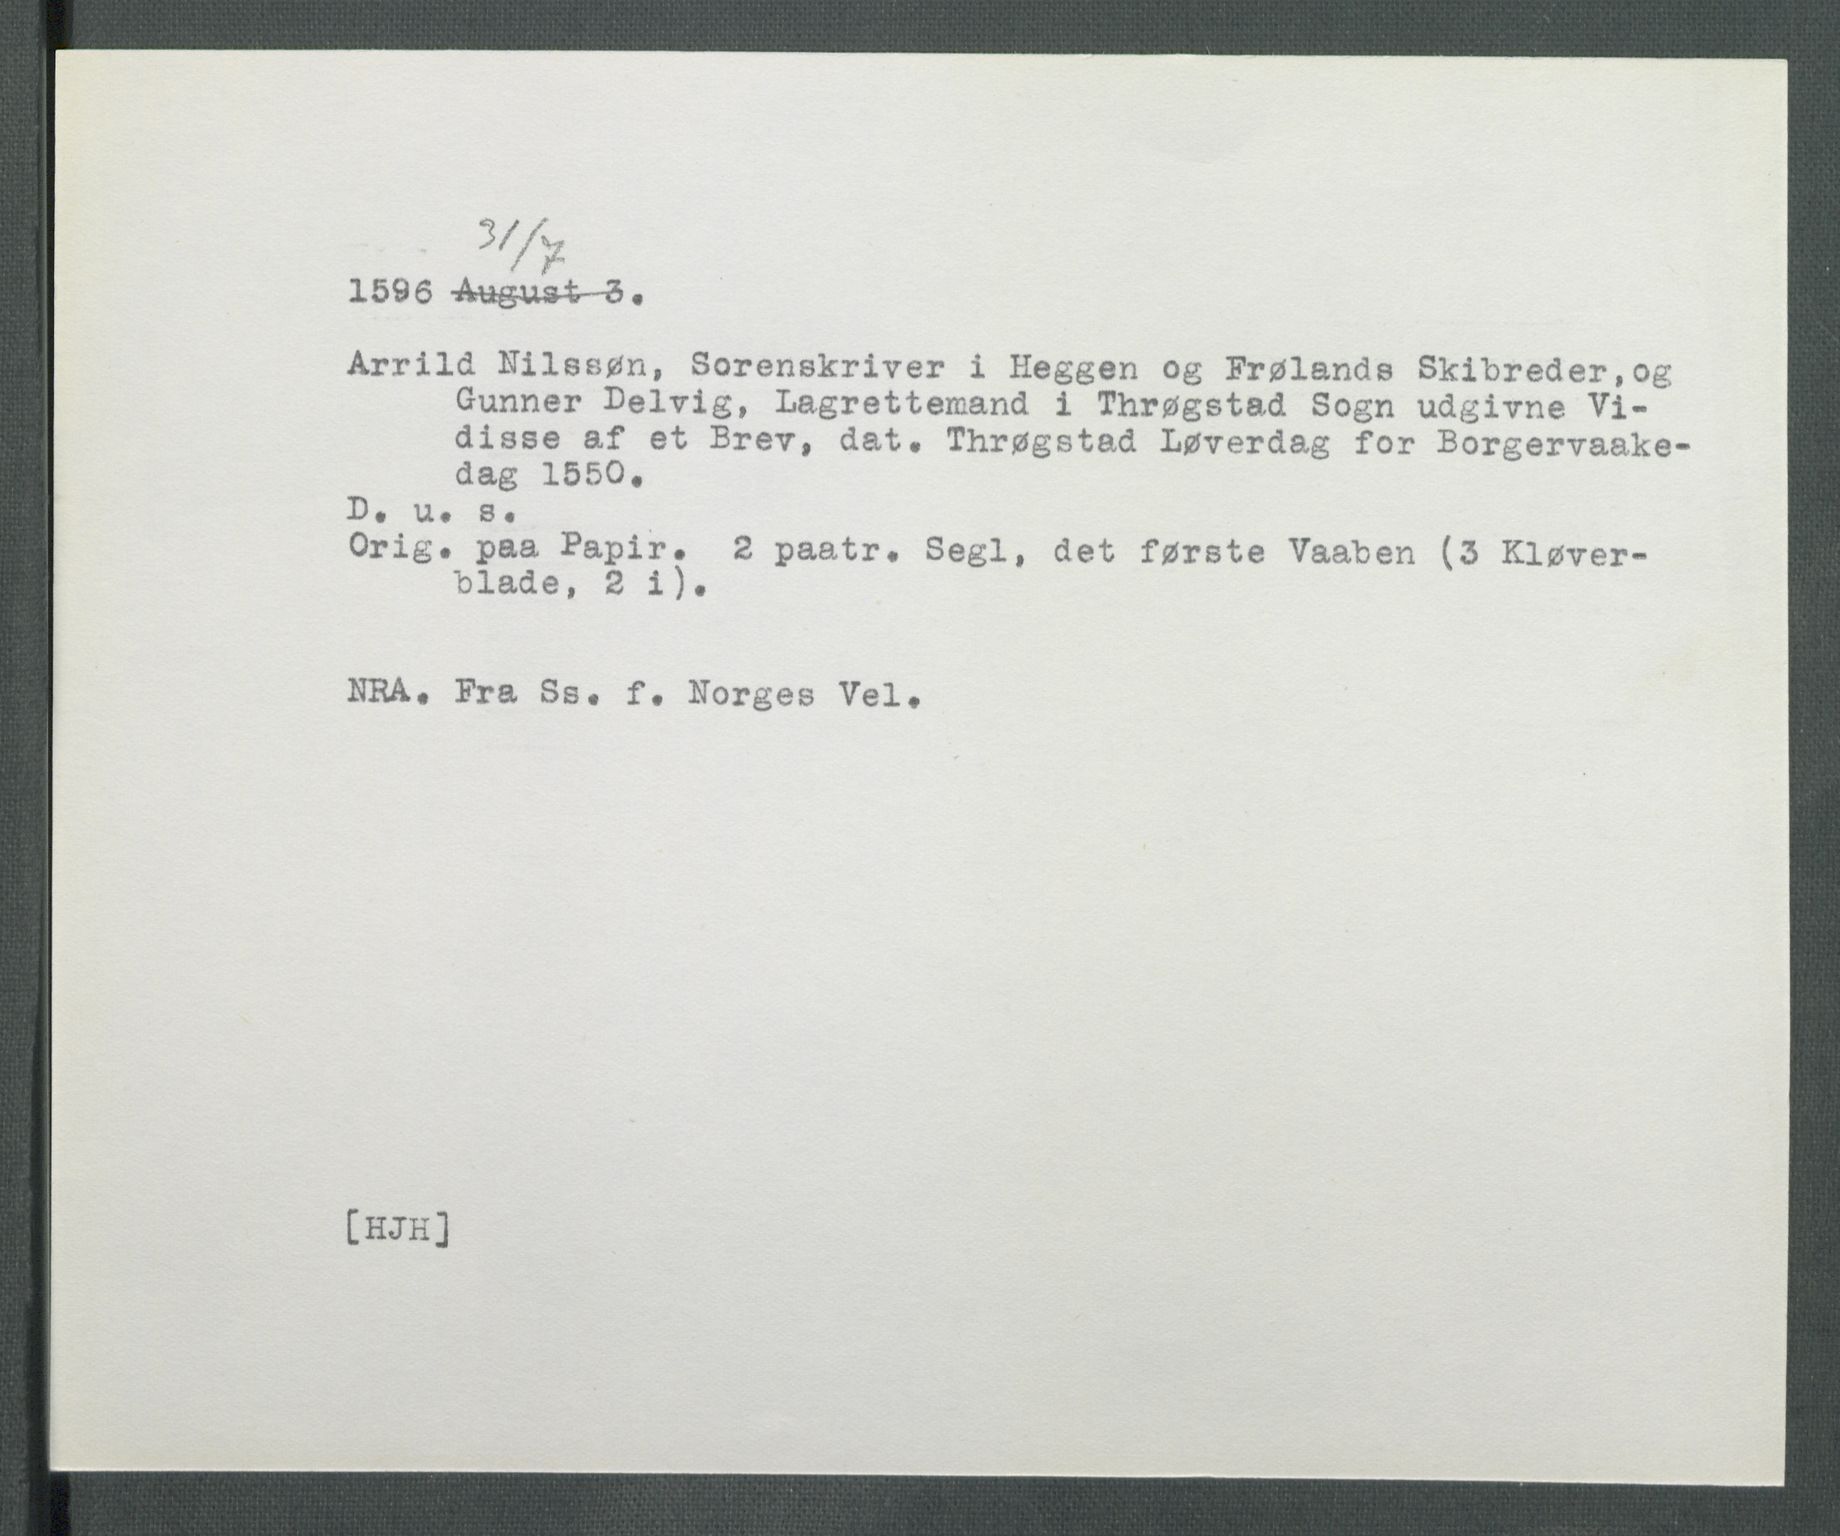 31/7
1596 August 3.
Arrild Nilssøn, Sorenskriver i Heggen og Frølands Skibreder,og
Gunner Delvig, Lagrettemand i Thrøgstad Sogn udgivne Vi-
disse af et Brev, dat. Thrøgstad Løverdag for Borgervaake-
dag 1550.
D. u. s.
Orig. paa Papir. 2 paatr. Segl, det første Vaaben (3 Kløver-
blade, 2 i).
NRA. Fra Ss. f. Norges Vel.
[HJH]